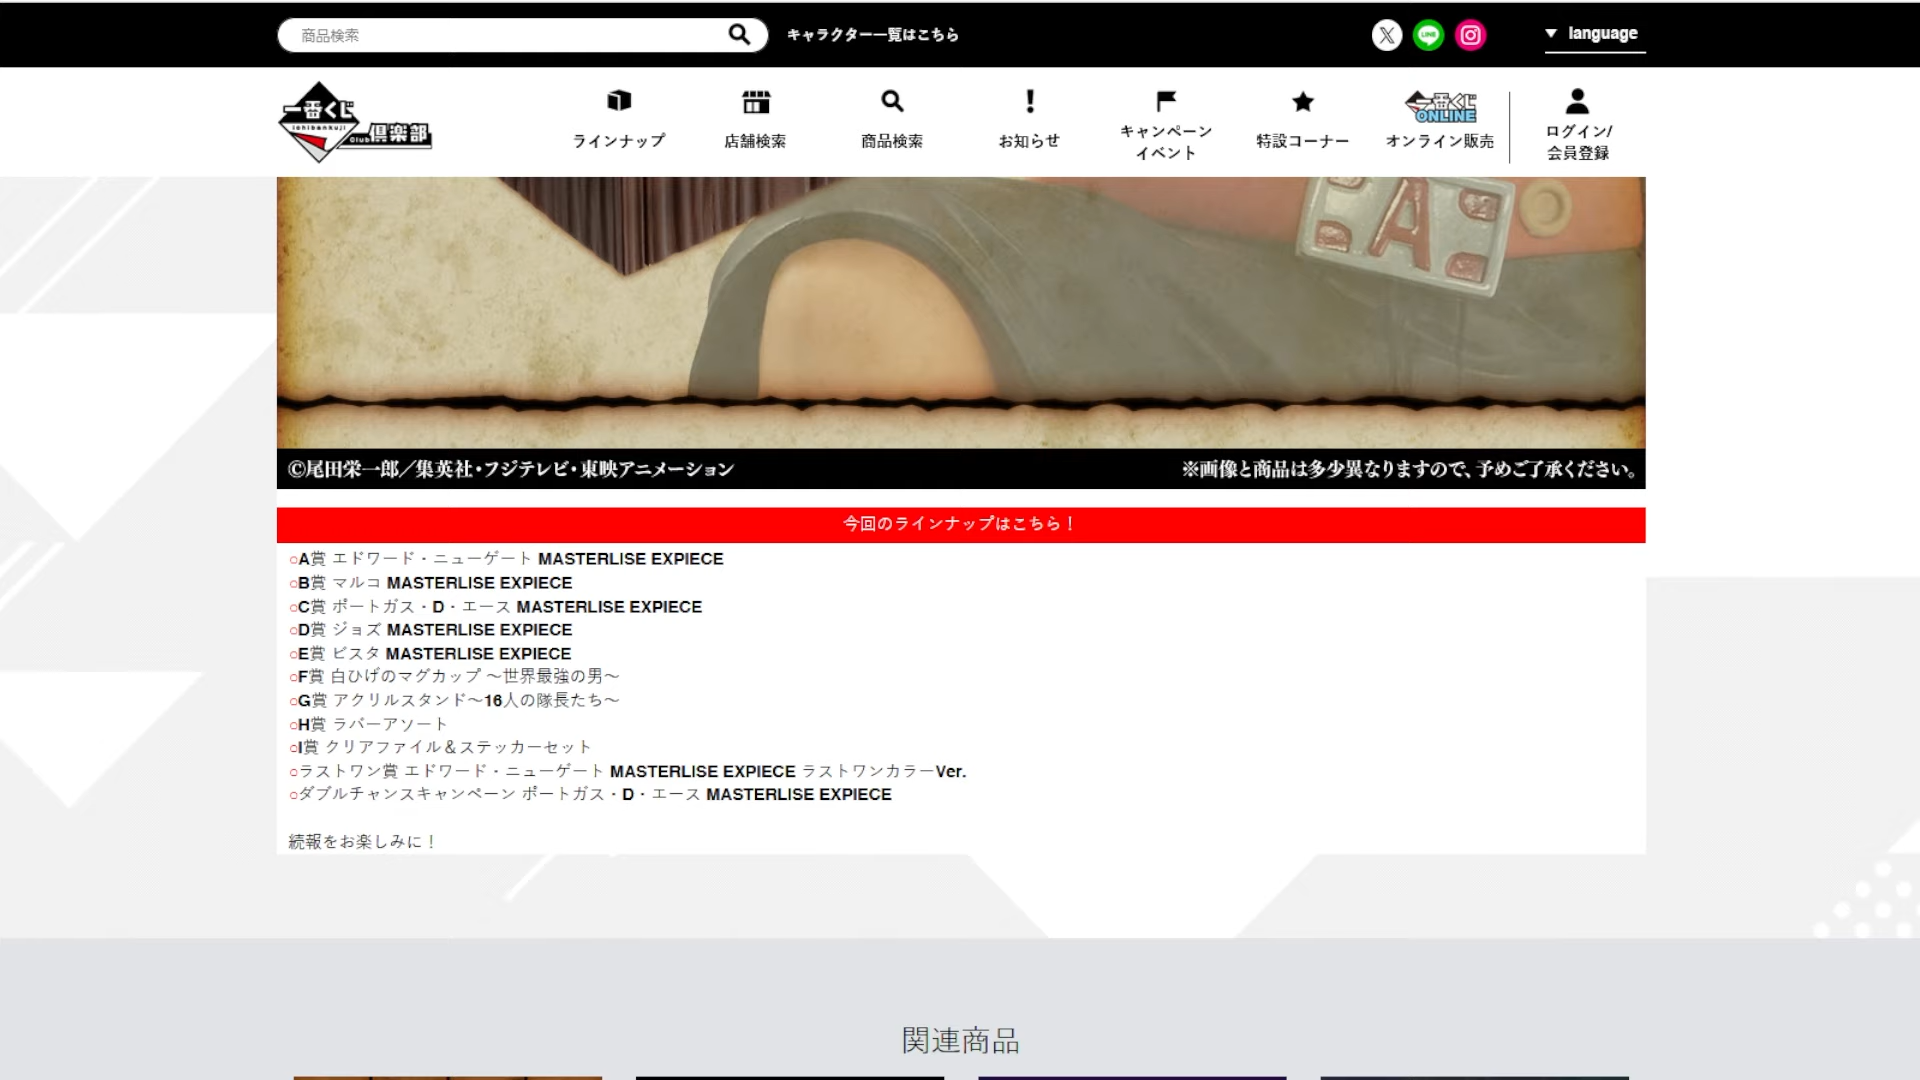 商品検索
キャラクター一覧はこちら
LINE
language
一番くじ
ichibankuji
Club 倶楽部
ラインナップ
店舗検索
商品検索
お知らせ
キャンペーン
イベント
特設コーナー
一番くじ
ONLINE
オンライン販売
ログイン/
会員登録
A
©尾田栄一郎／集英社・フジテレビ・東映アニメーション
※画像と商品は多少異なりますので、予めご了承ください。
今回のラインナップはこちら！
○A賞 エドワード・ニューゲート MASTERLISE EXPIECE
○B賞 マルコ MASTERLISE EXPIECE
○C賞 ポートガス・D・エース MASTERLISE EXPIECE
○D賞 ジョズ MASTERLISE EXPIECE
○E賞 ビスタ MASTERLISE EXPIECE
○F賞 白ひげのマグカップ ～世界最強の男～
○G賞 アクリルスタンド～16人の隊長たち～
○H賞 ラバーアソート
○I賞 クリアファイル＆ステッカーセット
○ラストワン賞 エドワード・ニューゲート MASTERLISE EXPIECE ラストワンカラーVer.
○ダブルチャンスキャンペーン ポートガス・D・エース MASTERLISE EXPIECE
続報をお楽しみに！
関連商品